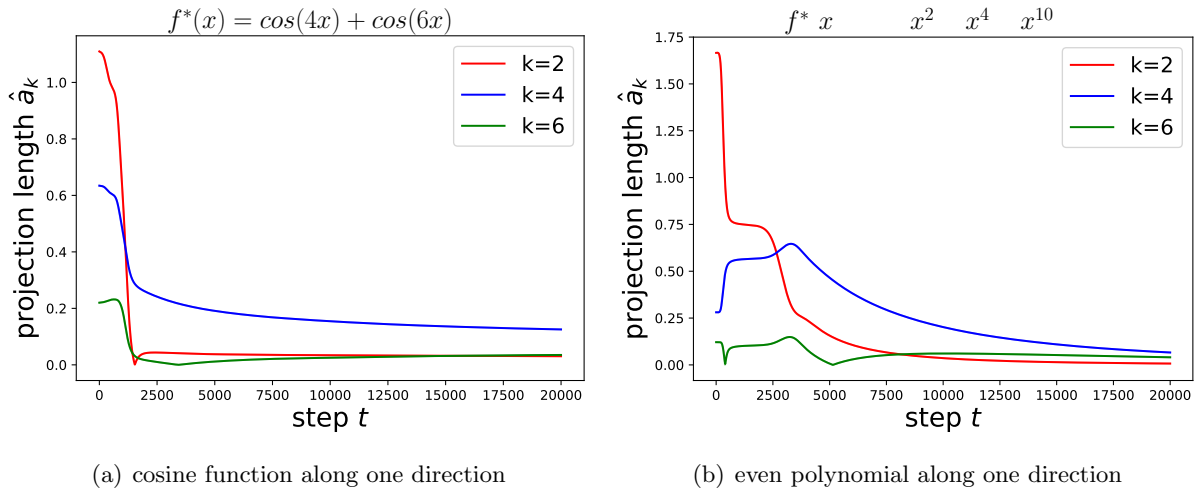 f*(x) = cos(4x) + cos(6x)
projection length â_k
1.0
0.8
0.6
0.4
0.2
0.0
k=2
k=4
k=6
0 2500 5000 7500 10000 12500 15000 17500 20000
step t
(a) cosine function along one direction
f* x x² x⁴ x¹⁰
projection length â_k
1.75
1.50
1.25
1.00
0.75
0.50
0.25
0.00
k=2
k=4
k=6
0 2500 5000 7500 10000 12500 15000 17500 20000
step t
(b) even polynomial along one direction